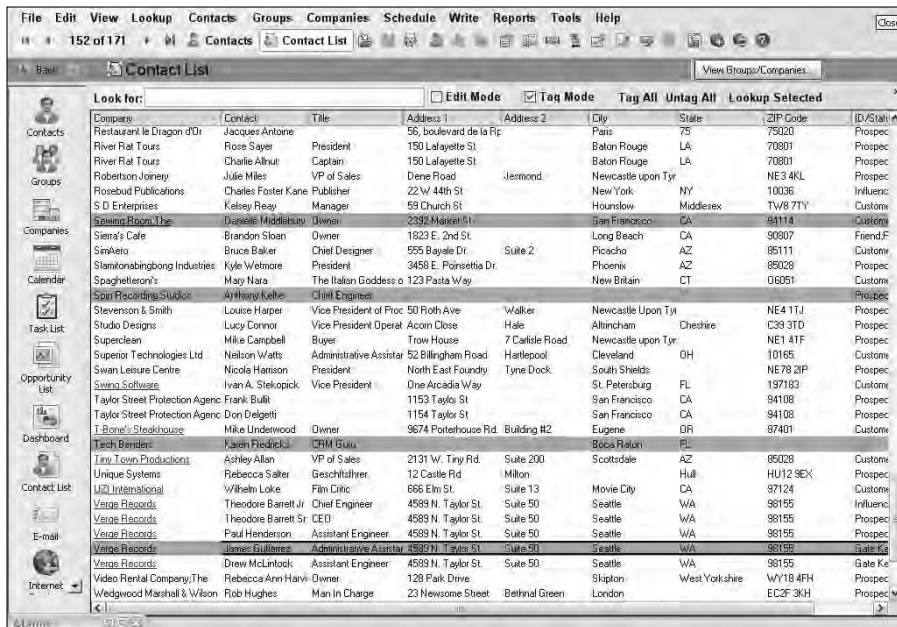 File Edit View Lookup Contacts Groups Companies Schedule Write Reports Tools Help
Close
152 of 171 Contacts Contact List
Back Contact List View Groups/Companies...
Look for: Edit Mode Tag Mode Tag All Untag All Lookup Selected
Company Contact Title Address 1 Address 2 City State ZIP Code ID/Statu
Restaurant le Dragon d'Or Jacques Antoine 56, boulevard de la Rp Paris 75 75020 Prospec
River Rat Tours Rose Sayer President 150 Lafayette St Baton Rouge LA 70801 Prospec
River Rat Tours Charlie Allnut Captain 150 Lafayette St. Baton Rouge LA 70801 Prospec
Robertson Joinery Julie Miles VP of Sales Dene Road Jesmond Newcastle upon Tyr NE3 4KL Prospec
Rosebud Publications Charles Foster Kane Publisher 22 W 44th St New York NY 10036 Influenc
S D Enterprises Kelsey Reay Manager 59 Church St Hounslow Middlesex TW8 7TY Custome
Sewing Room,The Danielle Middlebury Owner 2392 Market St. San Francisco CA 94114 Custome
Sierra's Cafe Brandon Sloan Owner 1823 E. 2nd St. Long Beach CA 90807 Friend;F
SimAero Bruce Baker Chief Designer 555 Bayale Dr. Suite 2 Picacho AZ 85111 Custome
Slamitonabingbong Industries Kyle Wetmore President 3458 E. Poinsettia Dr. Phoenix AZ 85028 Prospec
Spaghetteroni's Mary Nara The Italian Goddess o 123 Pasta Way New Britain CT 06051 Custome
Spin Recording Studios Anthony Keltie Chief Engineer Prospec
Stevenson & Smith Louise Harper Vice President of Proc 50 Roth Ave Walker Newcastle Upon Tyr NE4 1TJ Prospec
Studio Designs Lucy Connor Vice President Operat Acorn Close Hale Altrincham Cheshire C39 3TD Prospec
Superclean Mike Campbell Buyer Trow House 7 Carlisle Road Newcastle upon Tyr NE1 4TF Prospec
Superior Technologies Ltd Neilson Watts Administrative Assistar 52 Billingham Road Hartlepool Cleveland OH 10165 Custome
Swan Leisure Centre Nicola Harrison President North East Foundry Tyne Dock South Shields NE78 2IP Prospec
Swing Software Ivan A. Stekopick Vice President One Arcadia Way St. Petersburg FL 197183 Custome
Taylor Street Protection Agenc Frank Bullit 1153 Taylor St San Francisco CA 94108 Prospec
Taylor Street Protection Agenc Don Delgetti 1154 Taylor St San Francisco CA 94108 Prospec
T-Bone's Steakhouse Mike Underwood Owner 9674 Porterhouse Rd. Building #2 Eugene OR 87401 Custome
Tech Benders Karen Fredricks CRM Guru Boca Raton FL
Tiny Town Productions Ashley Allan VP of Sales 2131 W. Tiny Rd. Suite 200 Scottsdale AZ 85028 Custome
Unique Systems Rebecca Salter Geschftsfhrer 12 Castle Rd Milton Hull HU12 9EX Prospec
UZI International Wilhelm Loke Film Critic 666 Elm St. Suite 13 Movie City CA 97124 Custome
Verge Records Theodore Barrett Jr Chief Engineer 4589 N. Taylor St. Suite 50 Seattle WA 98155 Influenc
Verge Records Theodore Barrett Sr CEO 4589 N. Taylor St. Suite 50 Seattle WA 98155 Prospec
Verge Records Paul Henderson Assistant Engineer 4589 N. Taylor St. Suite 50 Seattle WA 98155 Prospec
Verge Records James Gutierrez Administrative Assistar 4589 N. Taylor St. Suite 50 Seattle WA 98155 Gate Ke
Verge Records Drew McLintock Assistant Engineer 4589 N. Taylor St. Suite 50 Seattle WA 98155 Gate Ke
Video Rental Company;The Rebecca Ann Harvi Owner 128 Park Drive Skipton West Yorkshire WY18 4FH Prospec
Wedgwood Marshall & Wilson Rob Hughes Man In Charge 23 Newsome Street Bethnal Green London EC2F 3KH Prospec
Contacts
Groups
Companies
Calendar
Task List
Opportunity
List
Dashboard
Contact List
E-mail
Internet